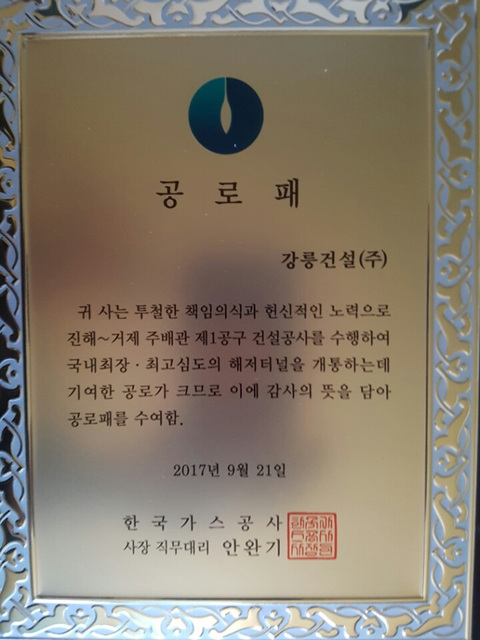 공 로 패
강릉건설(주)
귀 사는 투철한 책임의식과 헌신적인 노력으로
진해~거제 주배관 제1공구 건설공사를 수행하여
국내최장·최고심도의 해저터널을 개통하는데
기여한 공로가 크므로 이에 감사의 뜻을 담아
공로패를 수여함.
2017년 9월 21일
한국가스공사
사장 직무대리 안완기